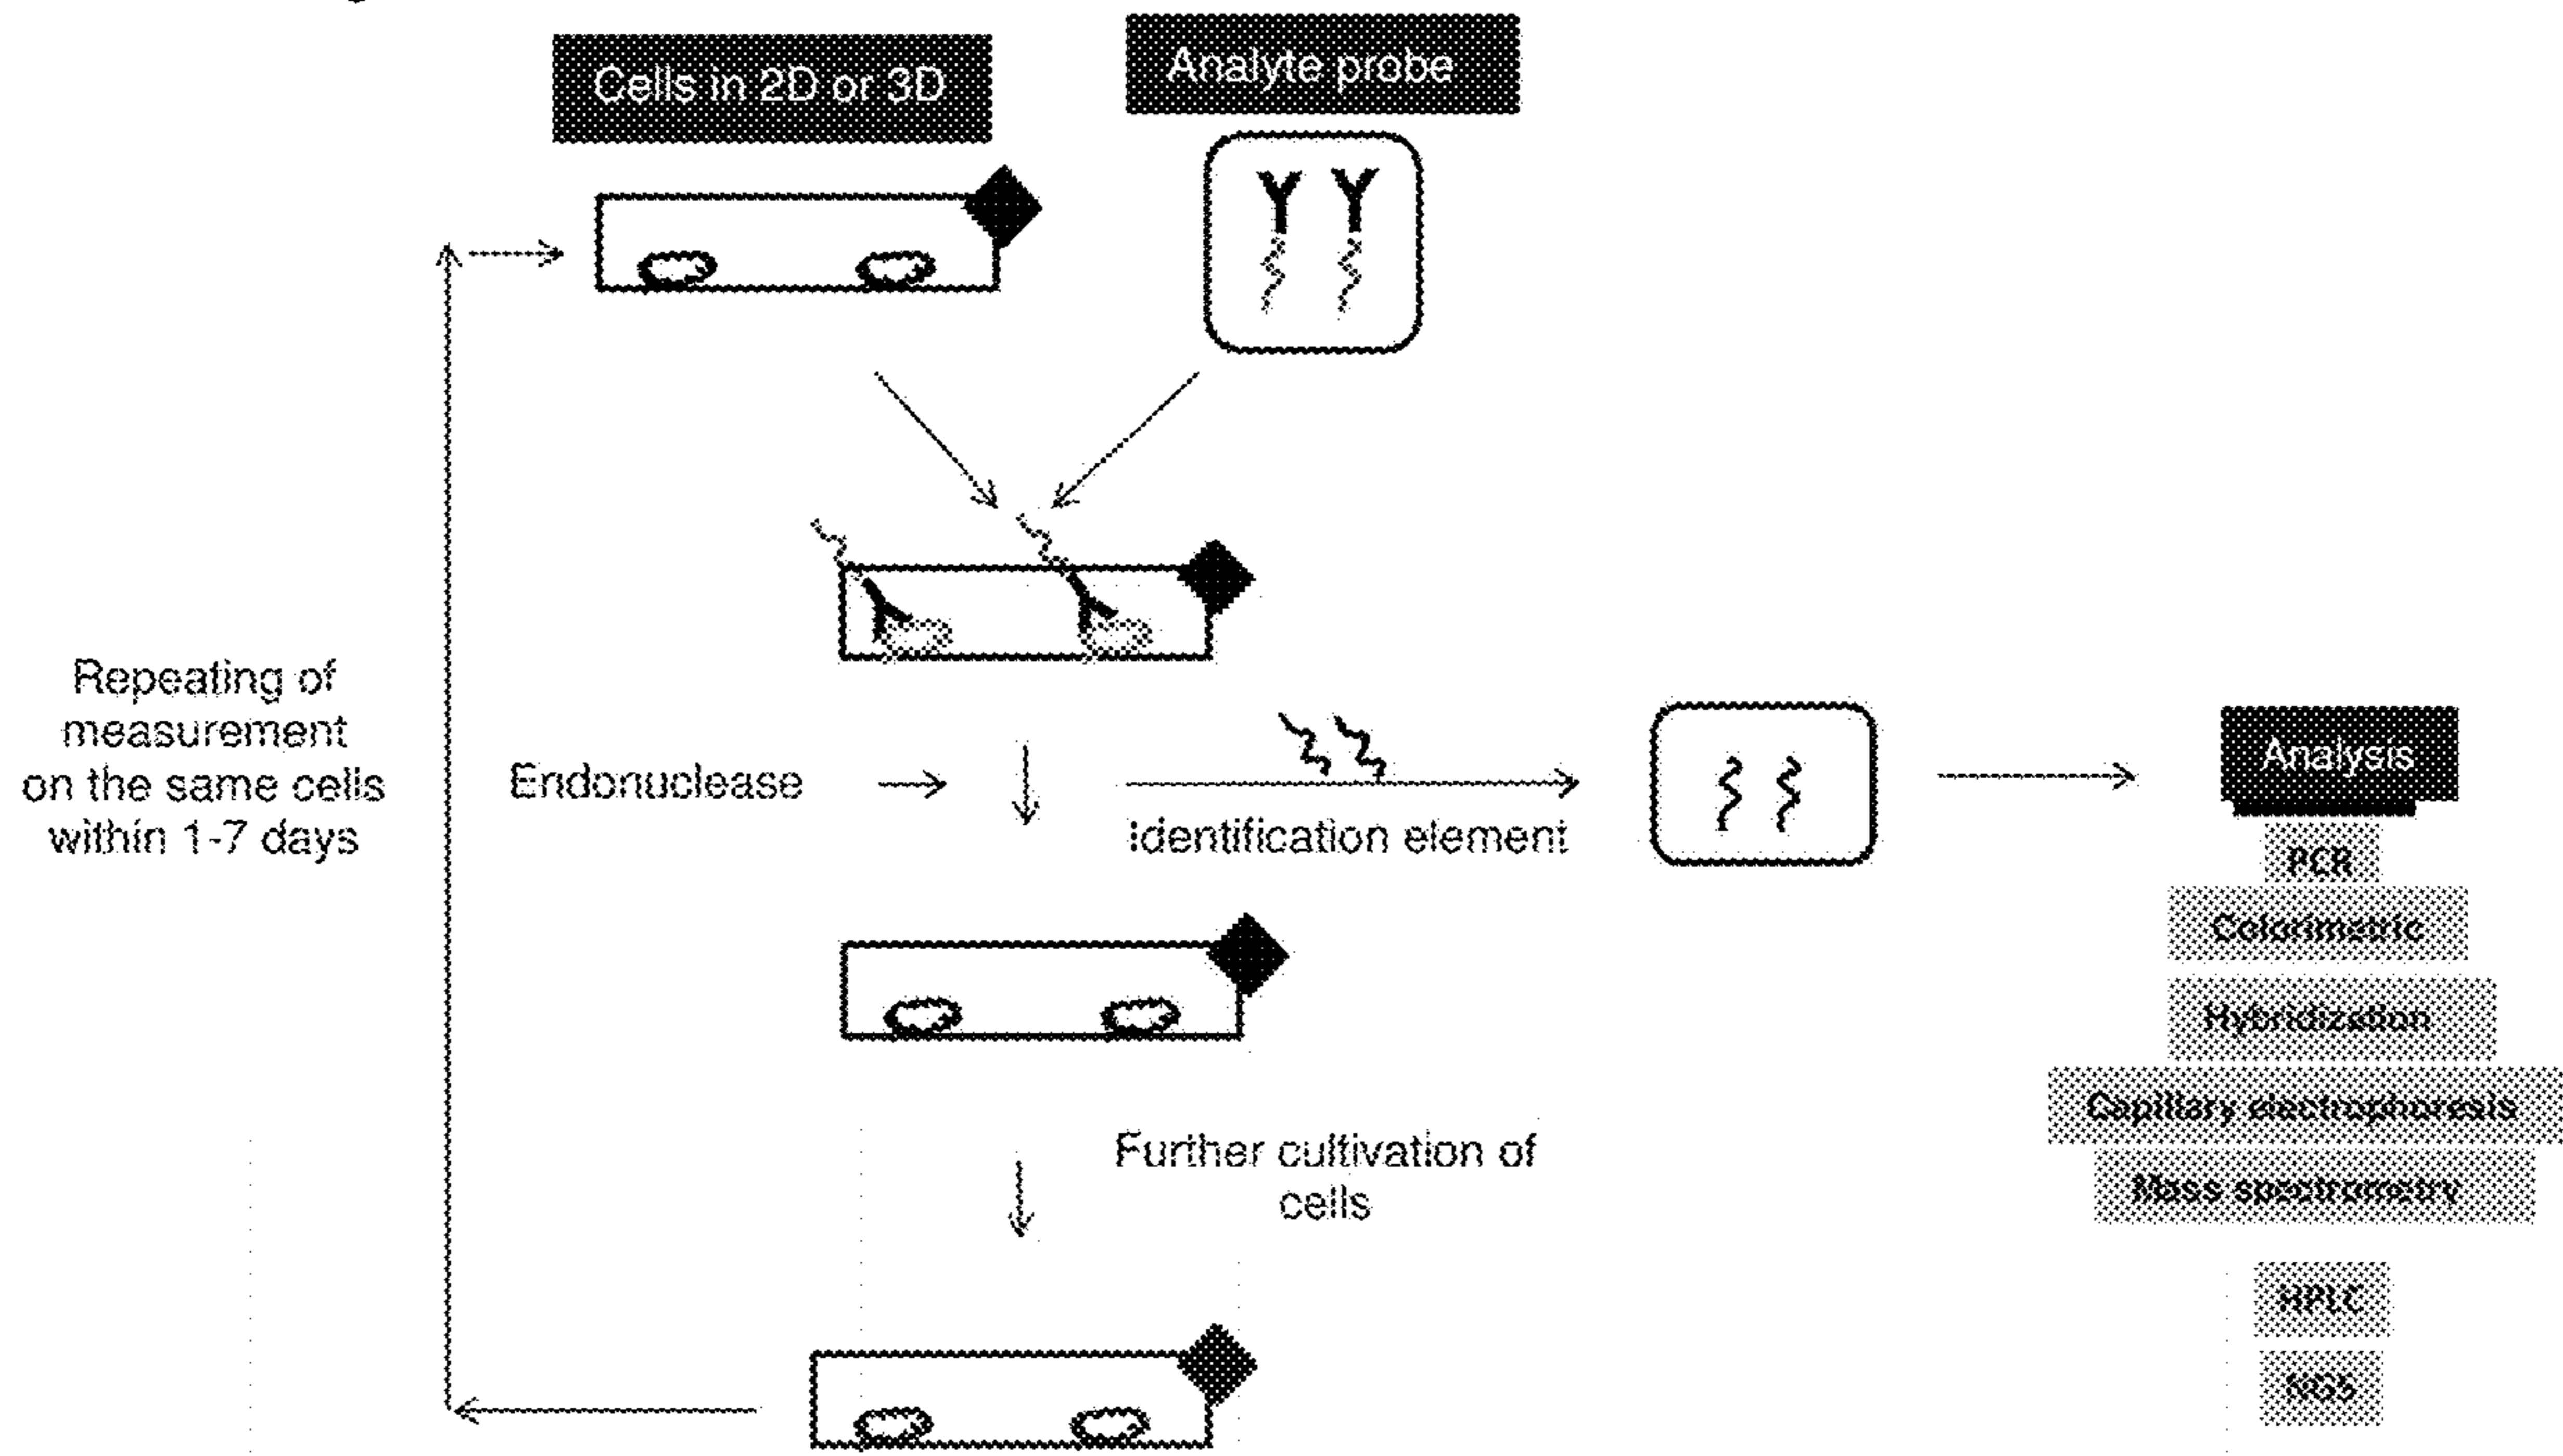 Cells in 2D or 3D
Analyte probe
Repeating of
measurement
on the same cells
within 1-7 days
Endonuclease
Identification element
Analysis
PCR
Colorimetric
Hybridization
Capillary electrophoresis
Mass spectrometry
HPLC
NGS
Further cultivation of
cells